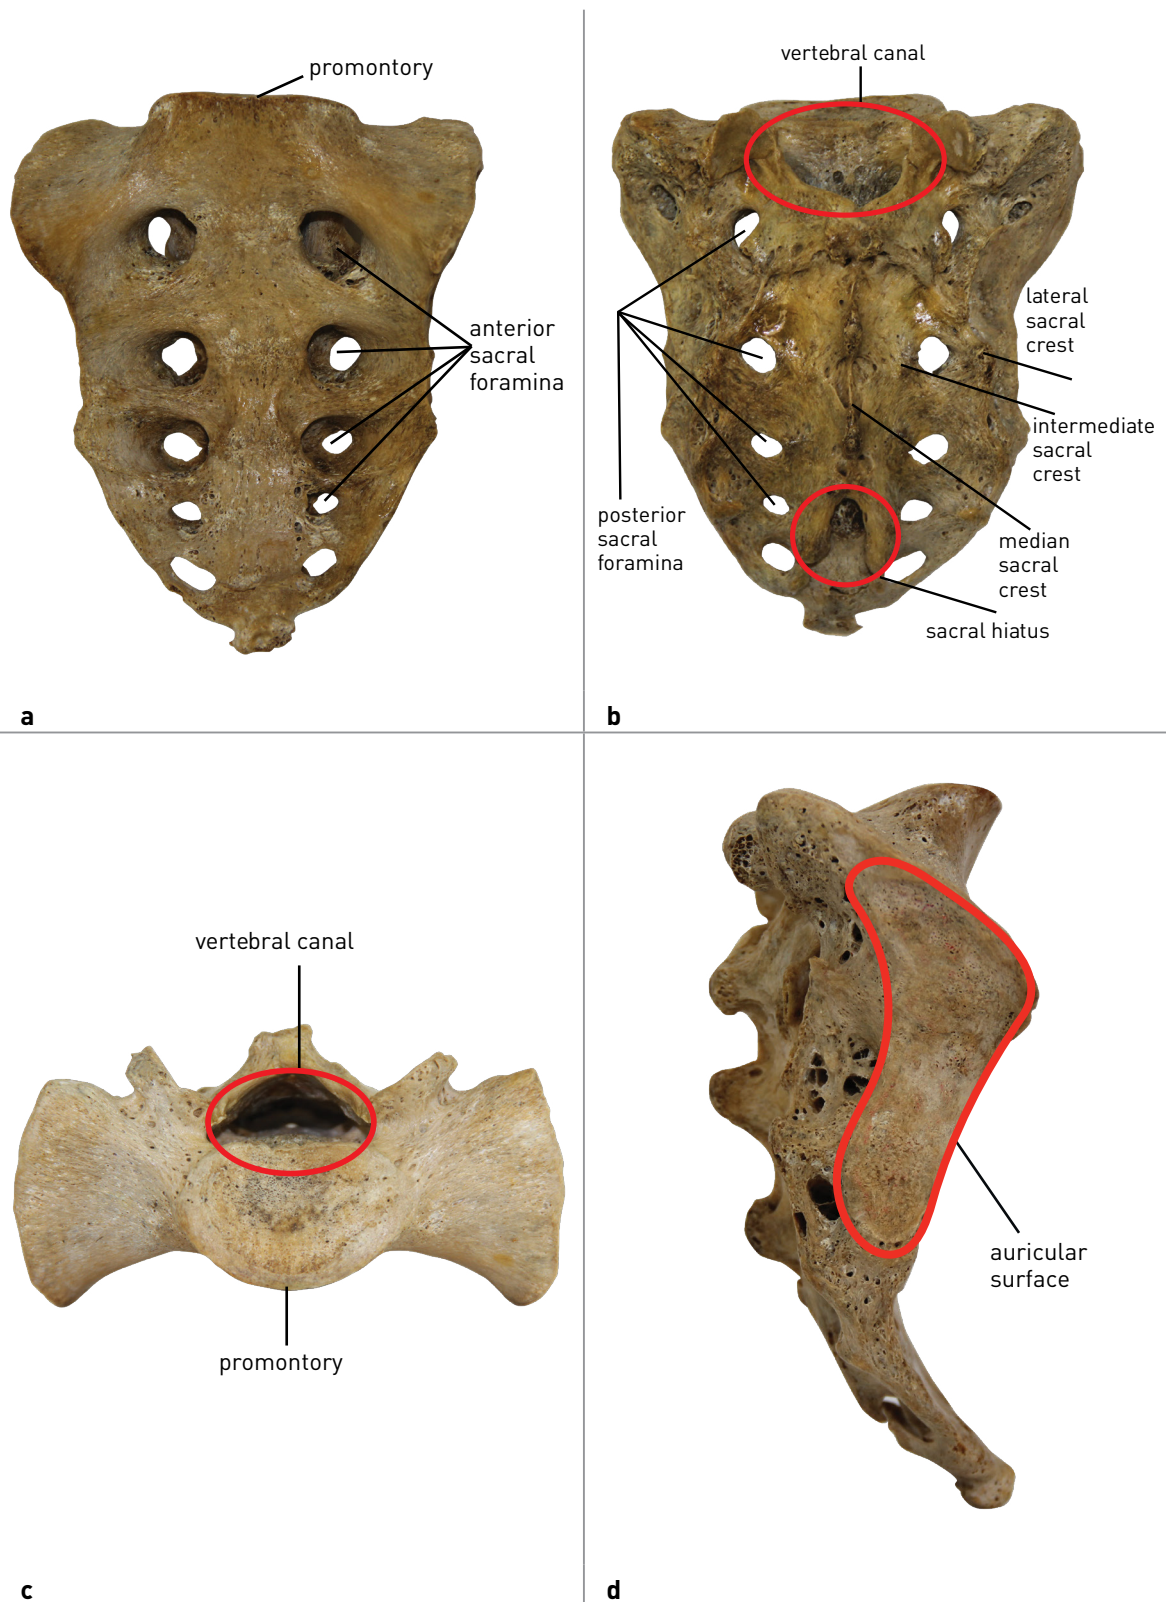 promontory
anterior
sacral
foramina
a
vertebral canal
lateral
sacral
crest
intermediate
sacral
crest
posterior
sacral
foramina
median
sacral
crest
sacral hiatus
b
vertebral canal
promontory
c
auricular
surface
d